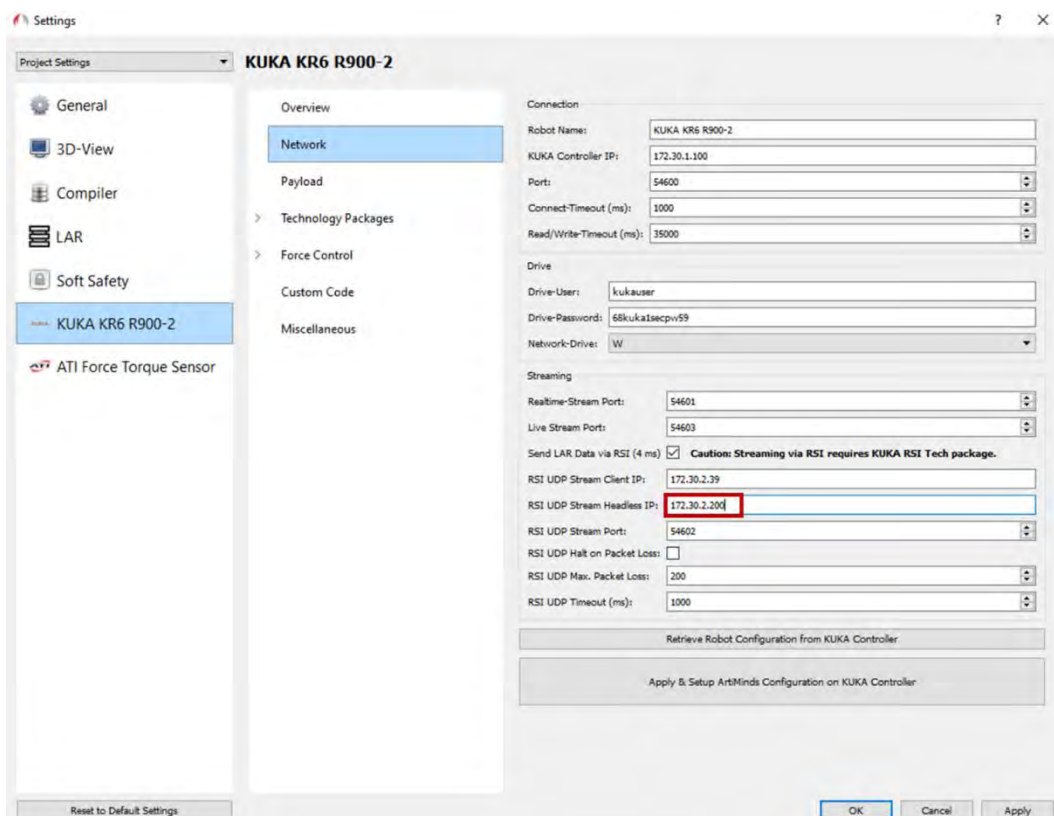 Settings
?
Project Settings
KUKA KR6 R900-2
General
3D-View
Compiler
LAR
Soft Safety
KUKA KR6 R900-2
ATI Force Torque Sensor
Overview
Network
Payload
Technology Packages
Force Control
Custom Code
Miscellaneous
Connection
Robot Name: KUKA KR6 R900-2
KUKA Controller IP: 172.30.1.100
Port: 54600
Connect-Timeout (ms): 1000
Read/Write-Timeout (ms): 35000
Drive
Drive-User: kukauser
Drive-Password: 68kuka1secpw59
Network-Drive: W
Streaming
Realtime-Stream Port: 54601
Live Stream Port: 54603
Send LAR Data via RSI (4 ms) Caution: Streaming via RSI requires KUKA RSI Tech package.
RSI UDP Stream Client IP: 172.30.2.39
RSI UDP Stream Headless IP: 172.30.2.200
RSI UDP Stream Port: 54602
RSI UDP Halt on Packet Loss:
RSI UDP Max. Packet Loss: 200
RSI UDP Timeout (ms): 1000
Retrieve Robot Configuration from KUKA Controller
Apply & Setup ArtiMinds Configuration on KUKA Controller
Reset to Default Settings
OK Cancel Apply